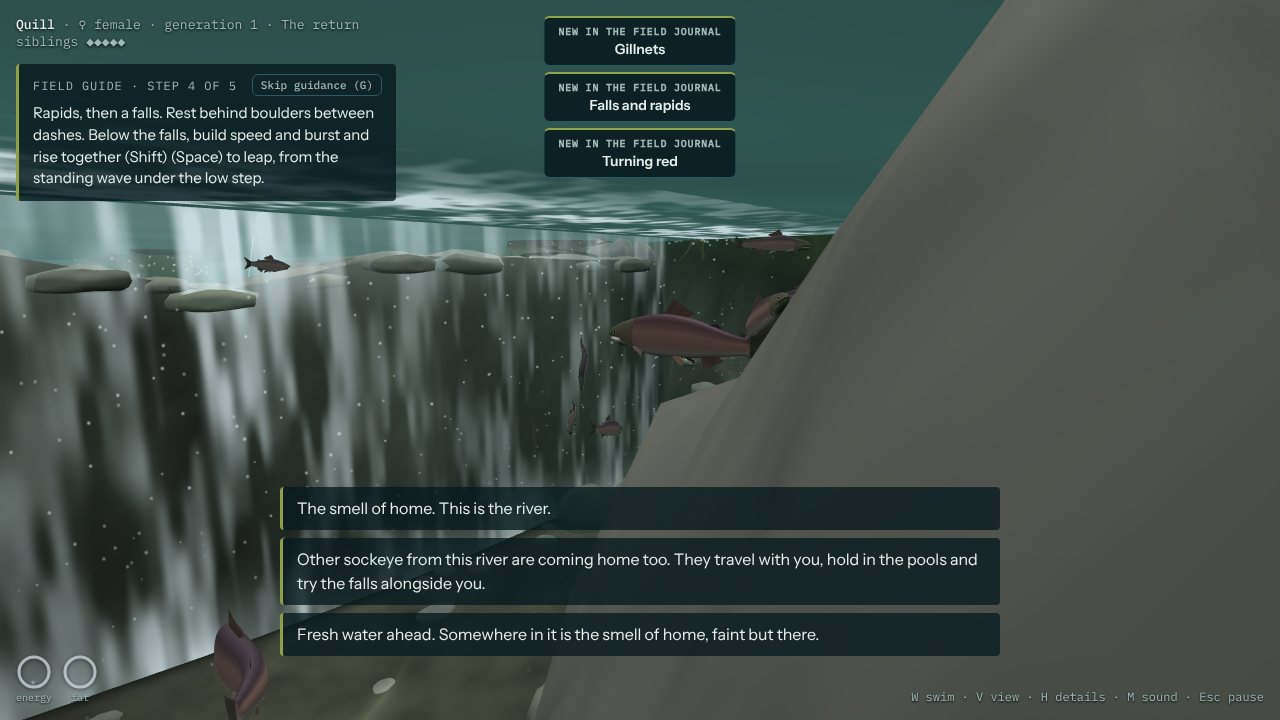 Quill · ♀ female · generation 1 · The return
siblings ◆◆◆◆◆
FIELD GUIDE · STEP 4 OF 5
Skip guidance (G)
Rapids, then a falls. Rest behind boulders between
dashes. Below the falls, build speed and burst and
rise together (Shift) (Space) to leap, from the
standing wave under the low step.
NEW IN THE FIELD JOURNAL
Gillnets
NEW IN THE FIELD JOURNAL
Falls and rapids
NEW IN THE FIELD JOURNAL
Turning red
The smell of home. This is the river.
Other sockeye from this river are coming home too. They travel with you, hold in the pools and
try the falls alongside you.
Fresh water ahead. Somewhere in it is the smell of home, faint but there.
energy fat
W swim · V view · H details · M sound · Esc pause